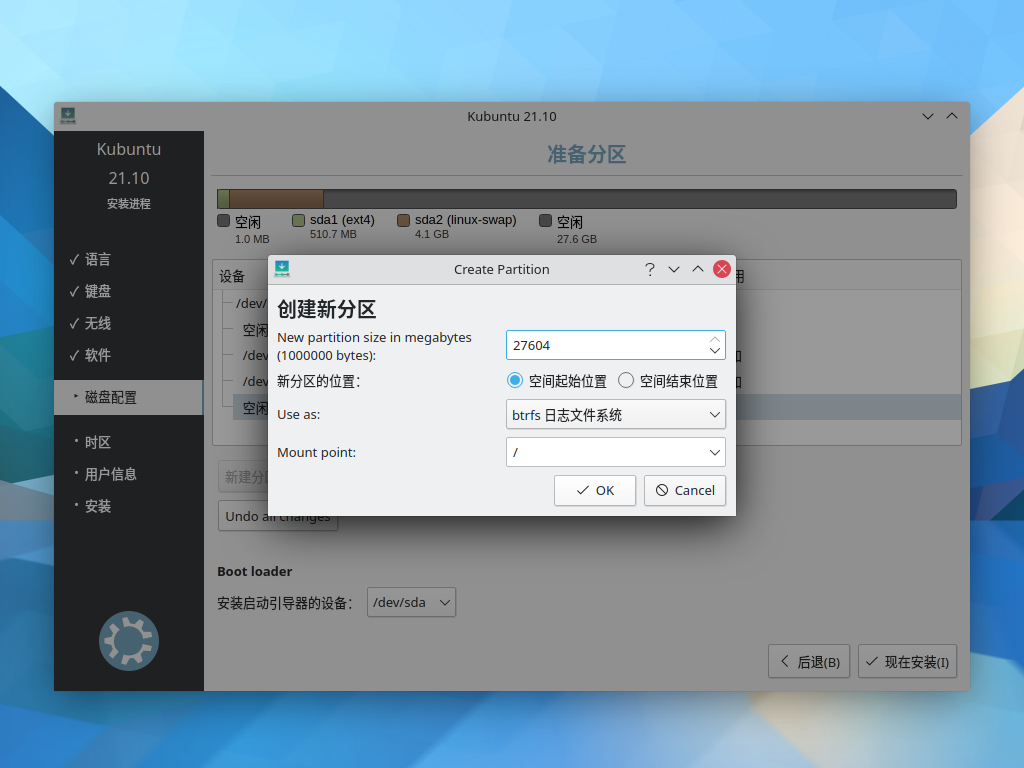 Kubuntu 21.10
Kubuntu
21.10
安装进程
✓ 语言
✓ 键盘
✓ 无线
✓ 软件
‣ 磁盘配置
· 时区
· 用户信息
· 安装
准备分区
空闲 sda1 (ext4) sda2 (linux-swap) 空闲
1.0 MB 510.7 MB 4.1 GB 27.6 GB
设备
/dev/
空闲
/dev
/dev
空闲
Create Partition
创建新分区
New partition size in megabytes
(1000000 bytes): 27604
新分区的位置： 空间起始位置 空间结束位置
Use as: btrfs 日志文件系统
Mount point: /
OK Cancel
新建分
Undo all changes
Boot loader
安装启动引导器的设备： /dev/sda
后退(B) 现在安装(I)